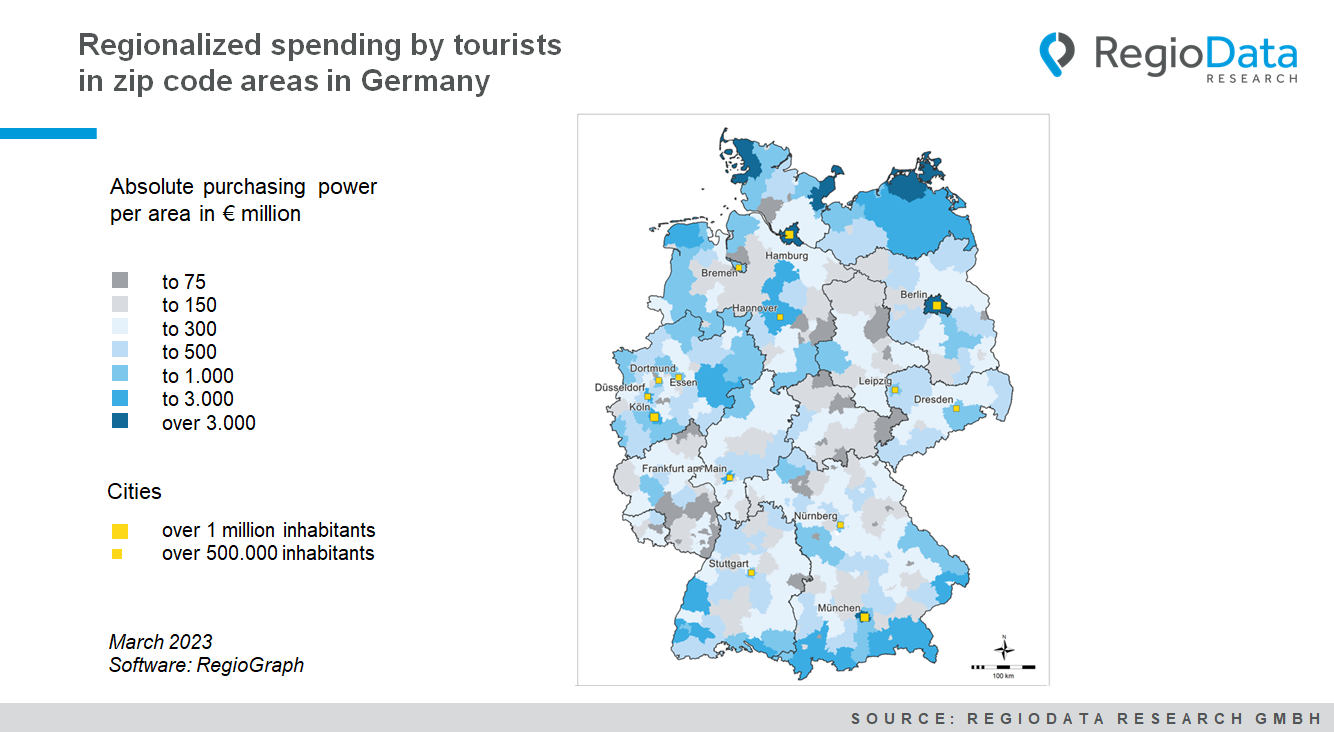 Regionalized spending by tourists
in zip code areas in Germany
RegioData
RESEARCH
Absolute purchasing power
per area in € million
to 75
to 150
to 300
to 500
to 1.000
to 3.000
over 3.000
Cities
over 1 million inhabitants
over 500.000 inhabitants
March 2023
Software: RegioGraph
Hamburg
Bremen
Berlin
Hannover
Dortmund
Essen
Düsseldorf
Leipzig
Köln
Dresden
Frankfurt am Main
Nürnberg
Stuttgart
München
N
100 km
SOURCE: REGIODATA RESEARCH GMBH